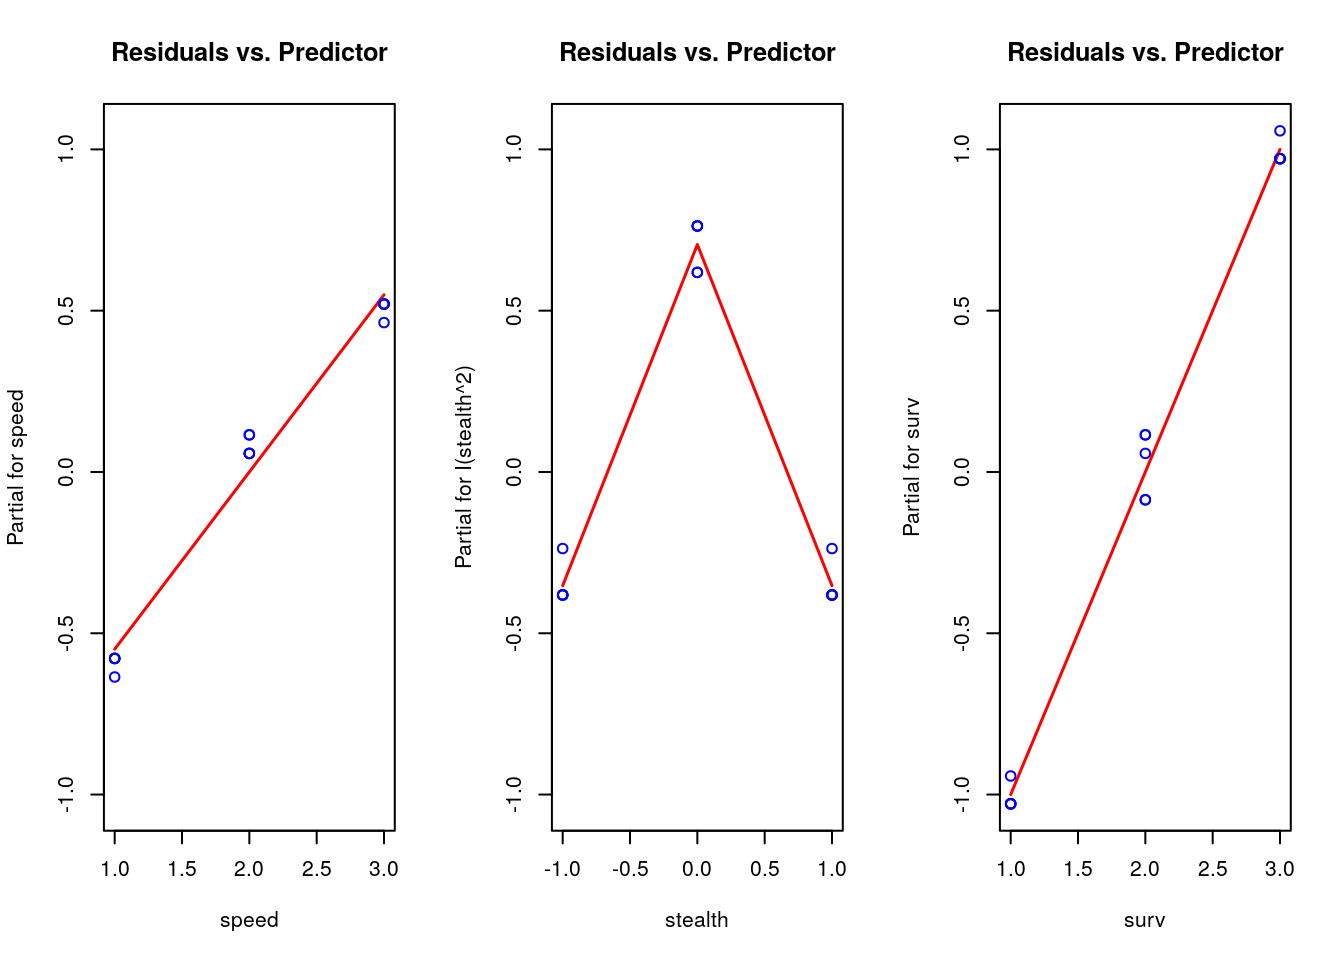 Residuals vs. Predictor
Partial for speed
1.0
0.5
0.0
-0.5
-1.0
1.0 1.5 2.0 2.5 3.0
speed
Residuals vs. Predictor
Partial for I(stealth^2)
1.0
0.5
0.0
-0.5
-1.0
-1.0 -0.5 0.0 0.5 1.0
stealth
Residuals vs. Predictor
Partial for surv
1.0
0.5
0.0
-0.5
-1.0
1.0 1.5 2.0 2.5 3.0
surv